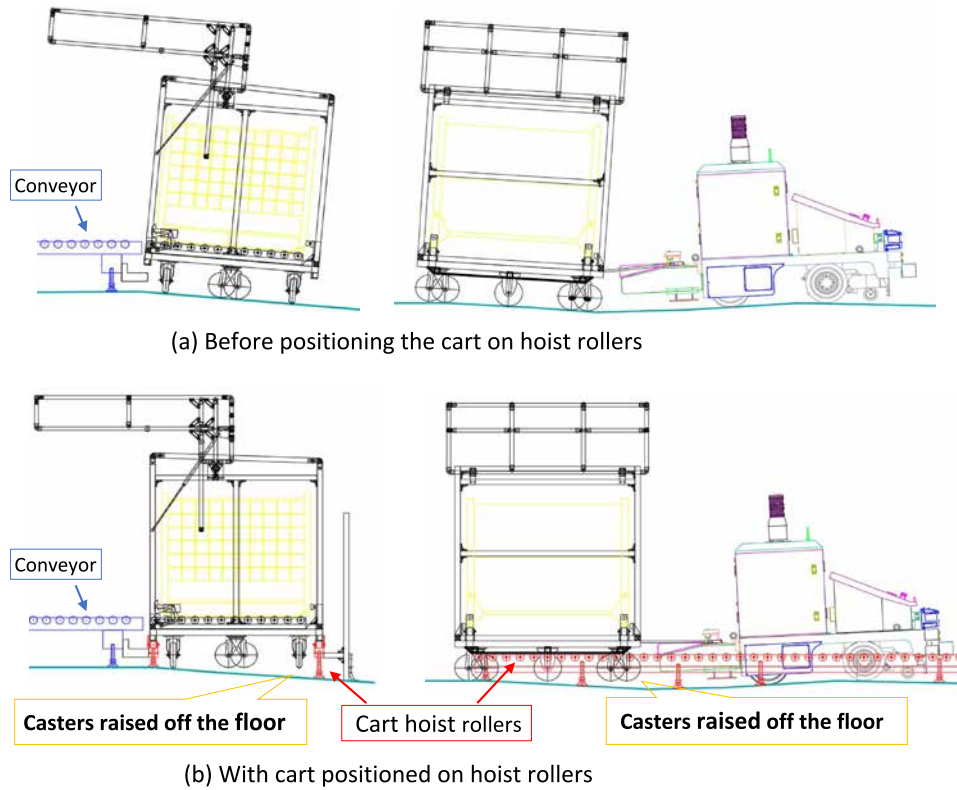 Conveyor
(a) Before positioning the cart on hoist rollers
Conveyor
Casters raised off the floor
Cart hoist rollers
Casters raised off the floor
(b) With cart positioned on hoist rollers